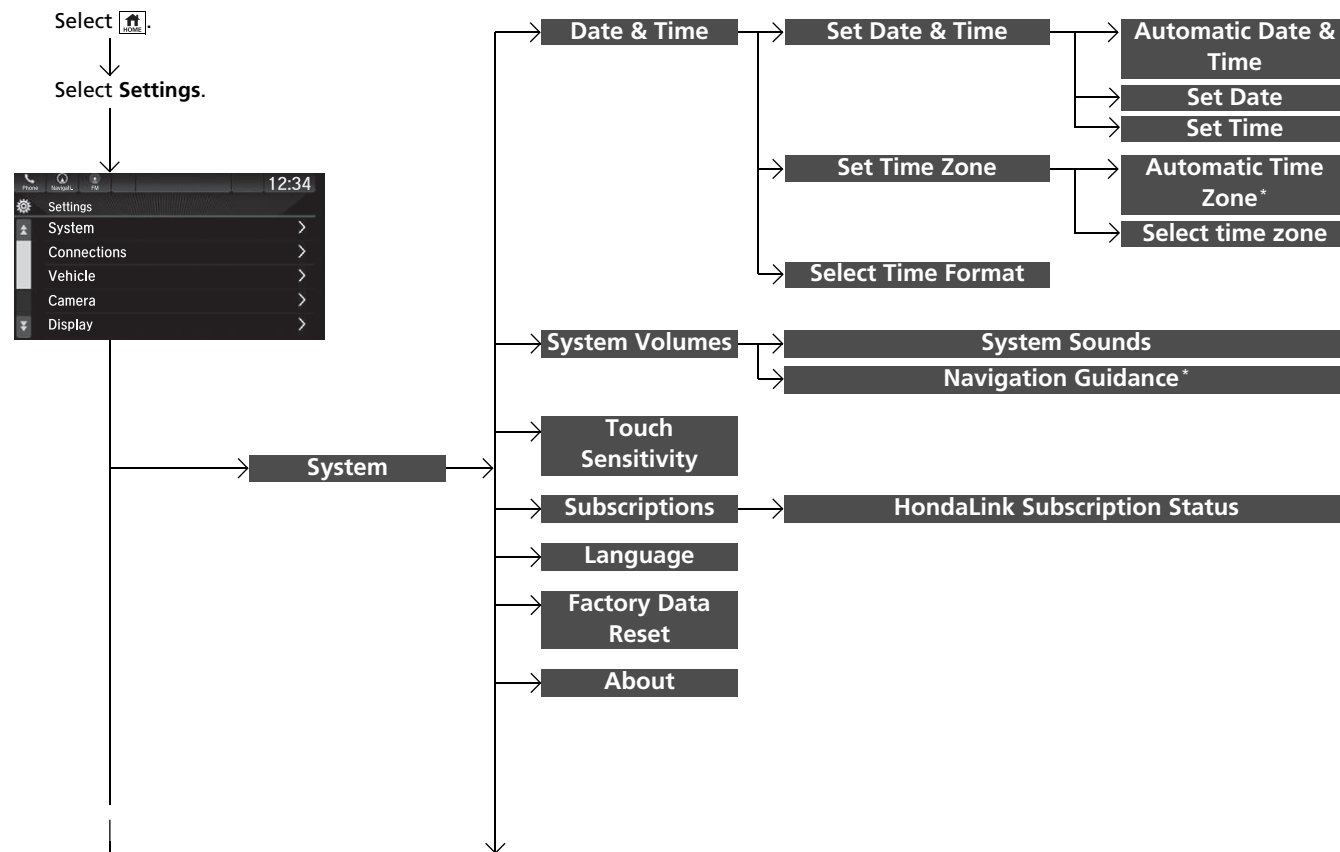 Select HOME.
Select Settings.
Phone Navigati.. FM 12:34
Settings
System
Connections
Vehicle
Camera
Display
System
Date & Time
Set Date & Time
Automatic Date &
Time
Set Date
Set Time
Set Time Zone
Automatic Time
Zone*
Select time zone
Select Time Format
System Volumes
System Sounds
Navigation Guidance*
Touch
Sensitivity
Subscriptions
HondaLink Subscription Status
Language
Factory Data
Reset
About